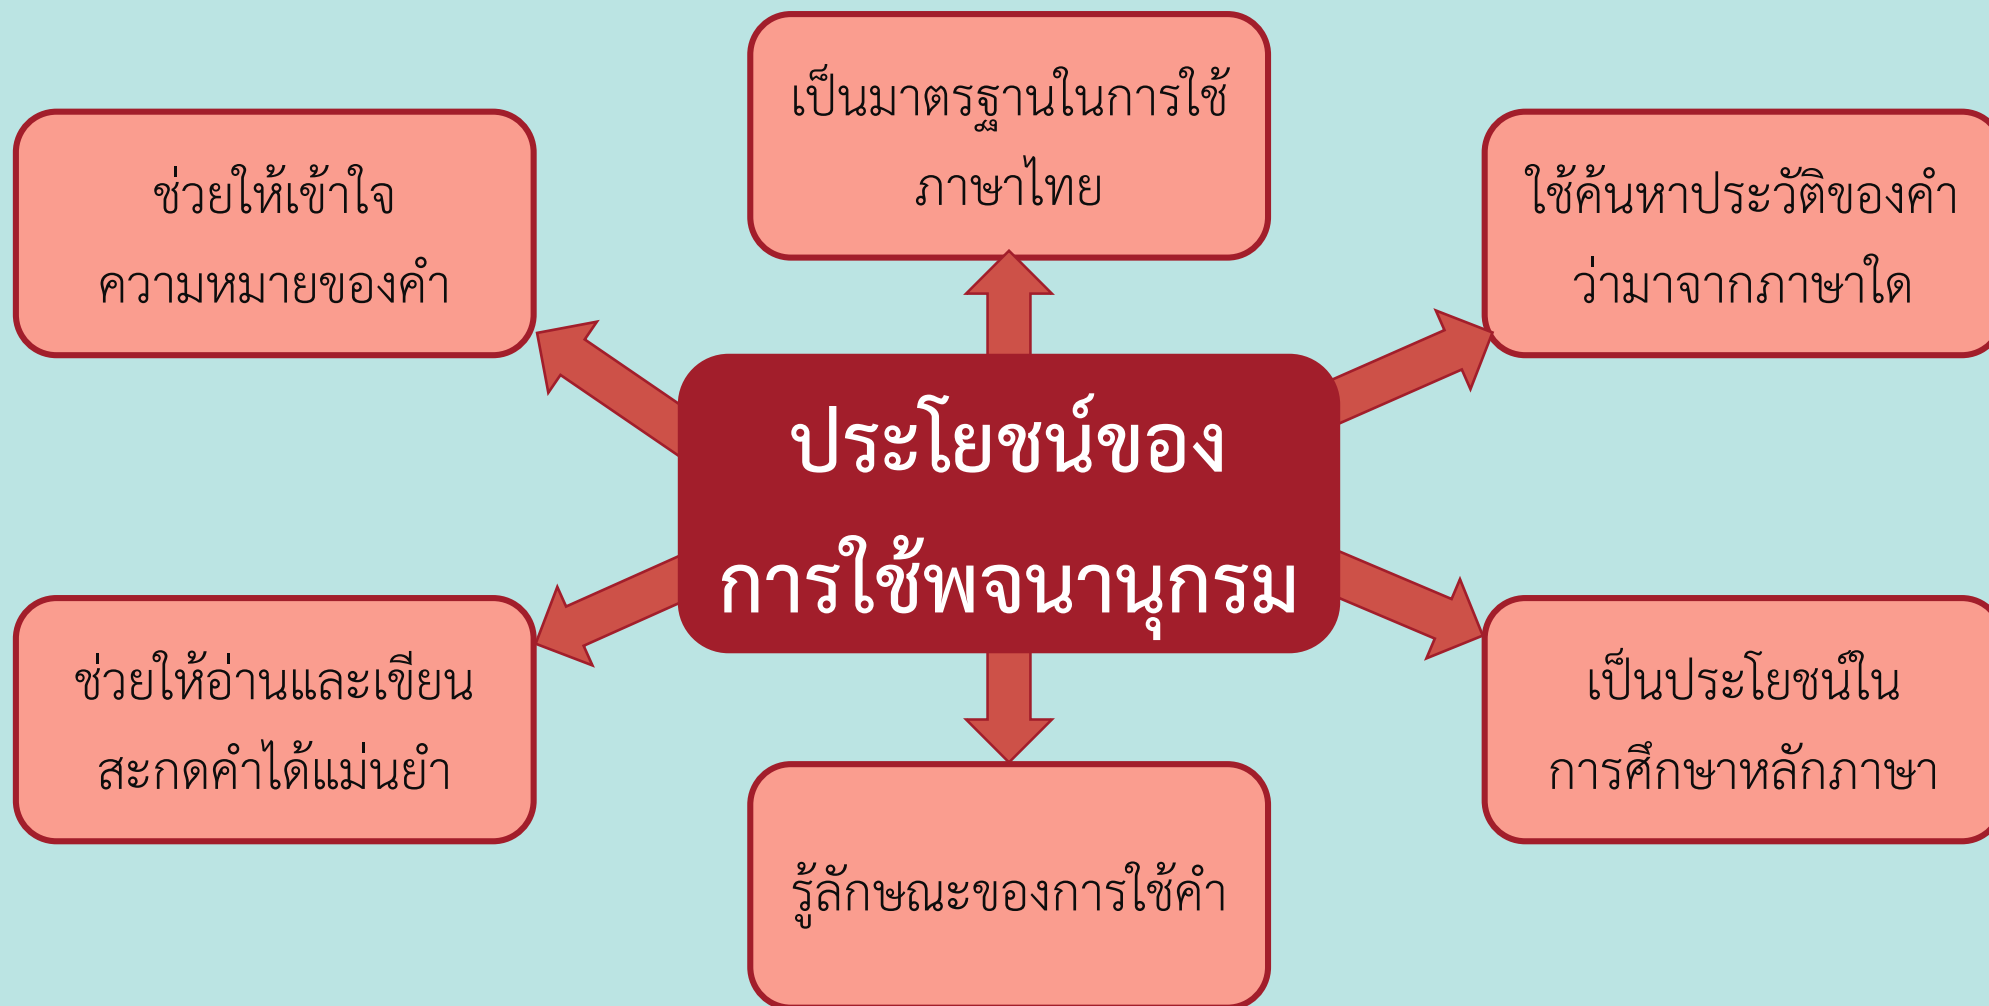 เป็นมาตรฐานในการใช้
ภาษาไทย
ช่วยให้เข้าใจ
ความหมายของคำ
ใช้ค้นหาประวัติของคำ
ว่ามาจากภาษาใด
ประโยชน์ของ
การใช้พจนานุกรม
ช่วยให้อ่านและเขียน
สะกดคำได้แม่นยำ
เป็นประโยชน์ใน
การศึกษาหลักภาษา
รู้ลักษณะของการใช้คำ